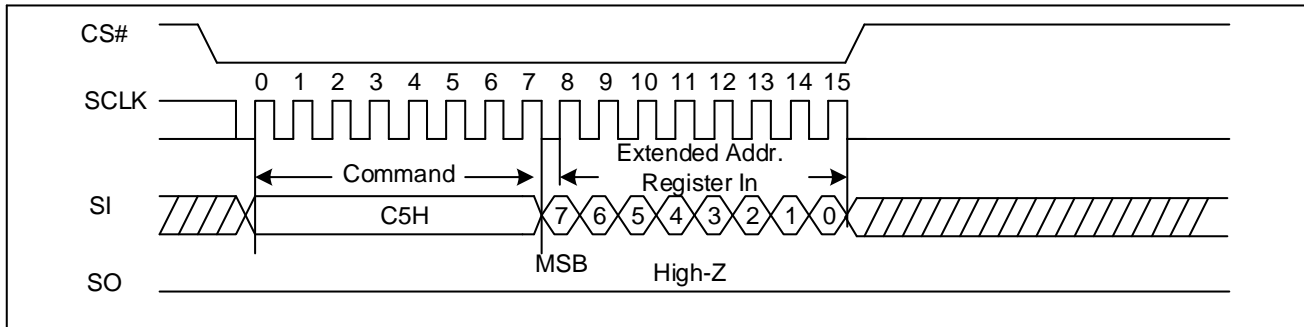 CS#
0 1 2 3 4 5 6 7 8 9 10 11 12 13 14 15
SCLK
Command
Extended Addr.
Register In
SI
C5H
7 6 5 4 3 2 1 0
MSB
High-Z
SO